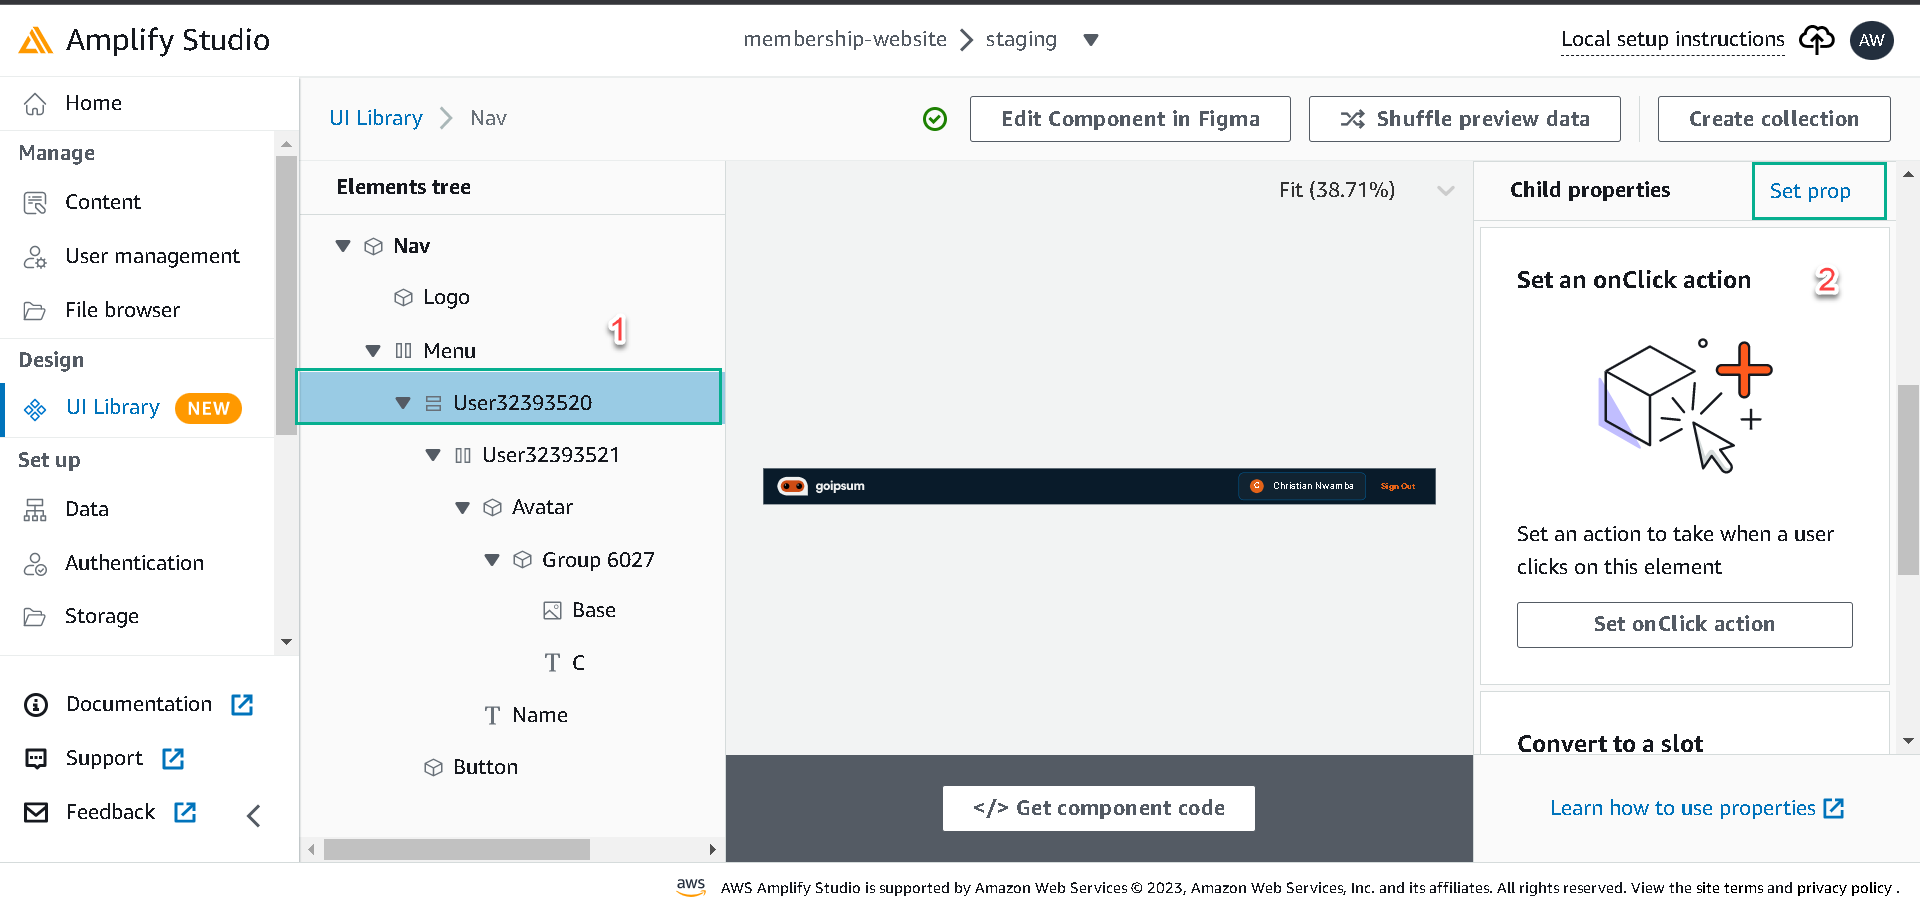 Amplify Studio
membership-website
staging
Local setup instructions
AW
Home
Manage
Content
User management
File browser
Design
UI Library NEW
Set up
Data
Authentication
Storage
Documentation
Support
Feedback
UI Library
Nav
Edit Component in Figma
Shuffle preview data
Create collection
Elements tree
Nav
Logo
1
Menu
User32393520
User32393521
Avatar
Group 6027
Base
C
Name
Button
Fit (38.71%)
goipsum
C
Christian Nwamba
Sign Out
</> Get component code
Child properties
Set prop
Set an onClick action
2
Set an action to take when a user
clicks on this element
Set onClick action
Convert to a slot
Learn how to use properties
aws
AWS Amplify Studio is supported by Amazon Web Services © 2023, Amazon Web Services, Inc. and its affiliates. All rights reserved. View the site terms and privacy policy .